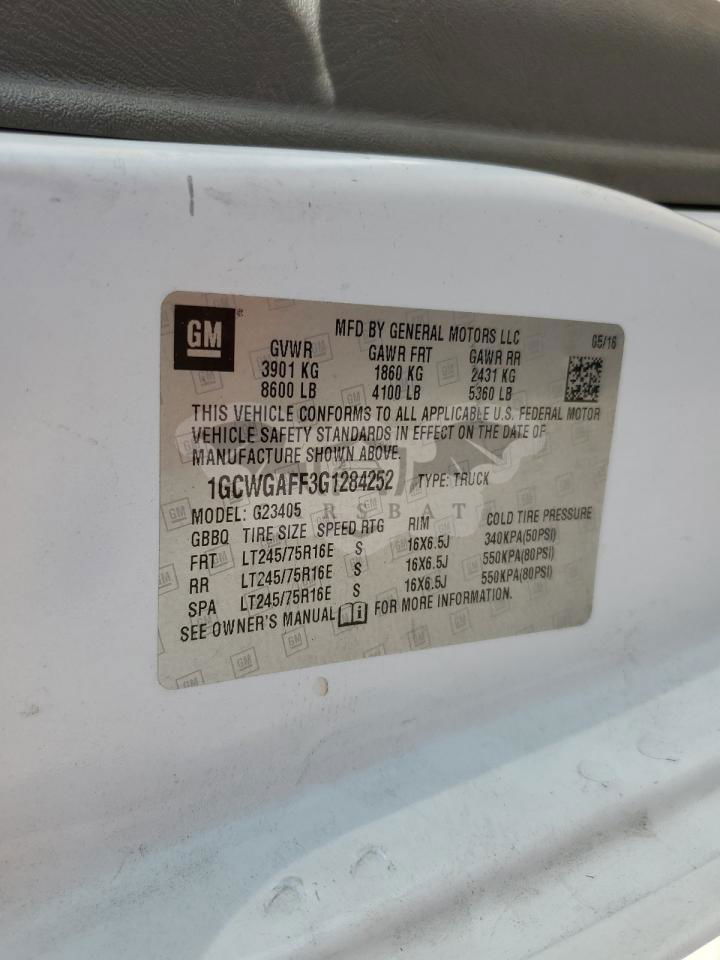 GM
MFD BY GENERAL MOTORS LLC 05/16
GVWR GAWR FRT GAWR RR
3901 KG 1860 KG 2431 KG
8600 LB 4100 LB 5360 LB
THIS VEHICLE CONFORMS TO ALL APPLICABLE U.S. FEDERAL MOTOR
VEHICLE SAFETY STANDARDS IN EFFECT ON THE DATE OF
MANUFACTURE SHOWN ABOVE.
1GCWGAFF3G1284252 TYPE: TRUCK
MODEL: G23405
GBBQ TIRE SIZE SPEED RTG RIM COLD TIRE PRESSURE
FRT LT245/75R16E S 16X6.5J 340KPA(50PSI)
RR LT245/75R16E S 16X6.5J 550KPA(80PSI)
SPA LT245/75R16E S 16X6.5J 550KPA(80PSI)
SEE OWNER'S MANUAL i FOR MORE INFORMATION.